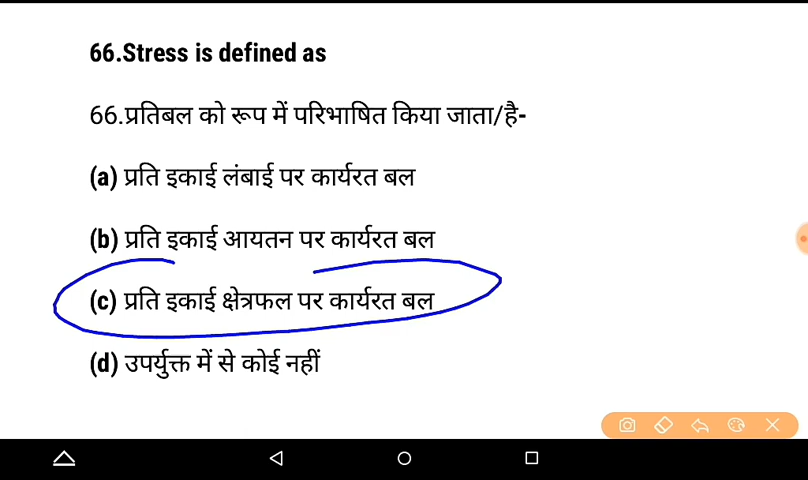 66.Stress is defined as
66.प्रतिबल को रूप में परिभाषित किया जाता/है-
(a) प्रति इकाई लंबाई पर कार्यरत बल
(b) प्रति इकाई आयतन पर कार्यरत बल
(c) प्रति इकाई क्षेत्रफल पर कार्यरत बल
(d) उपर्युक्त में से कोई नहीं